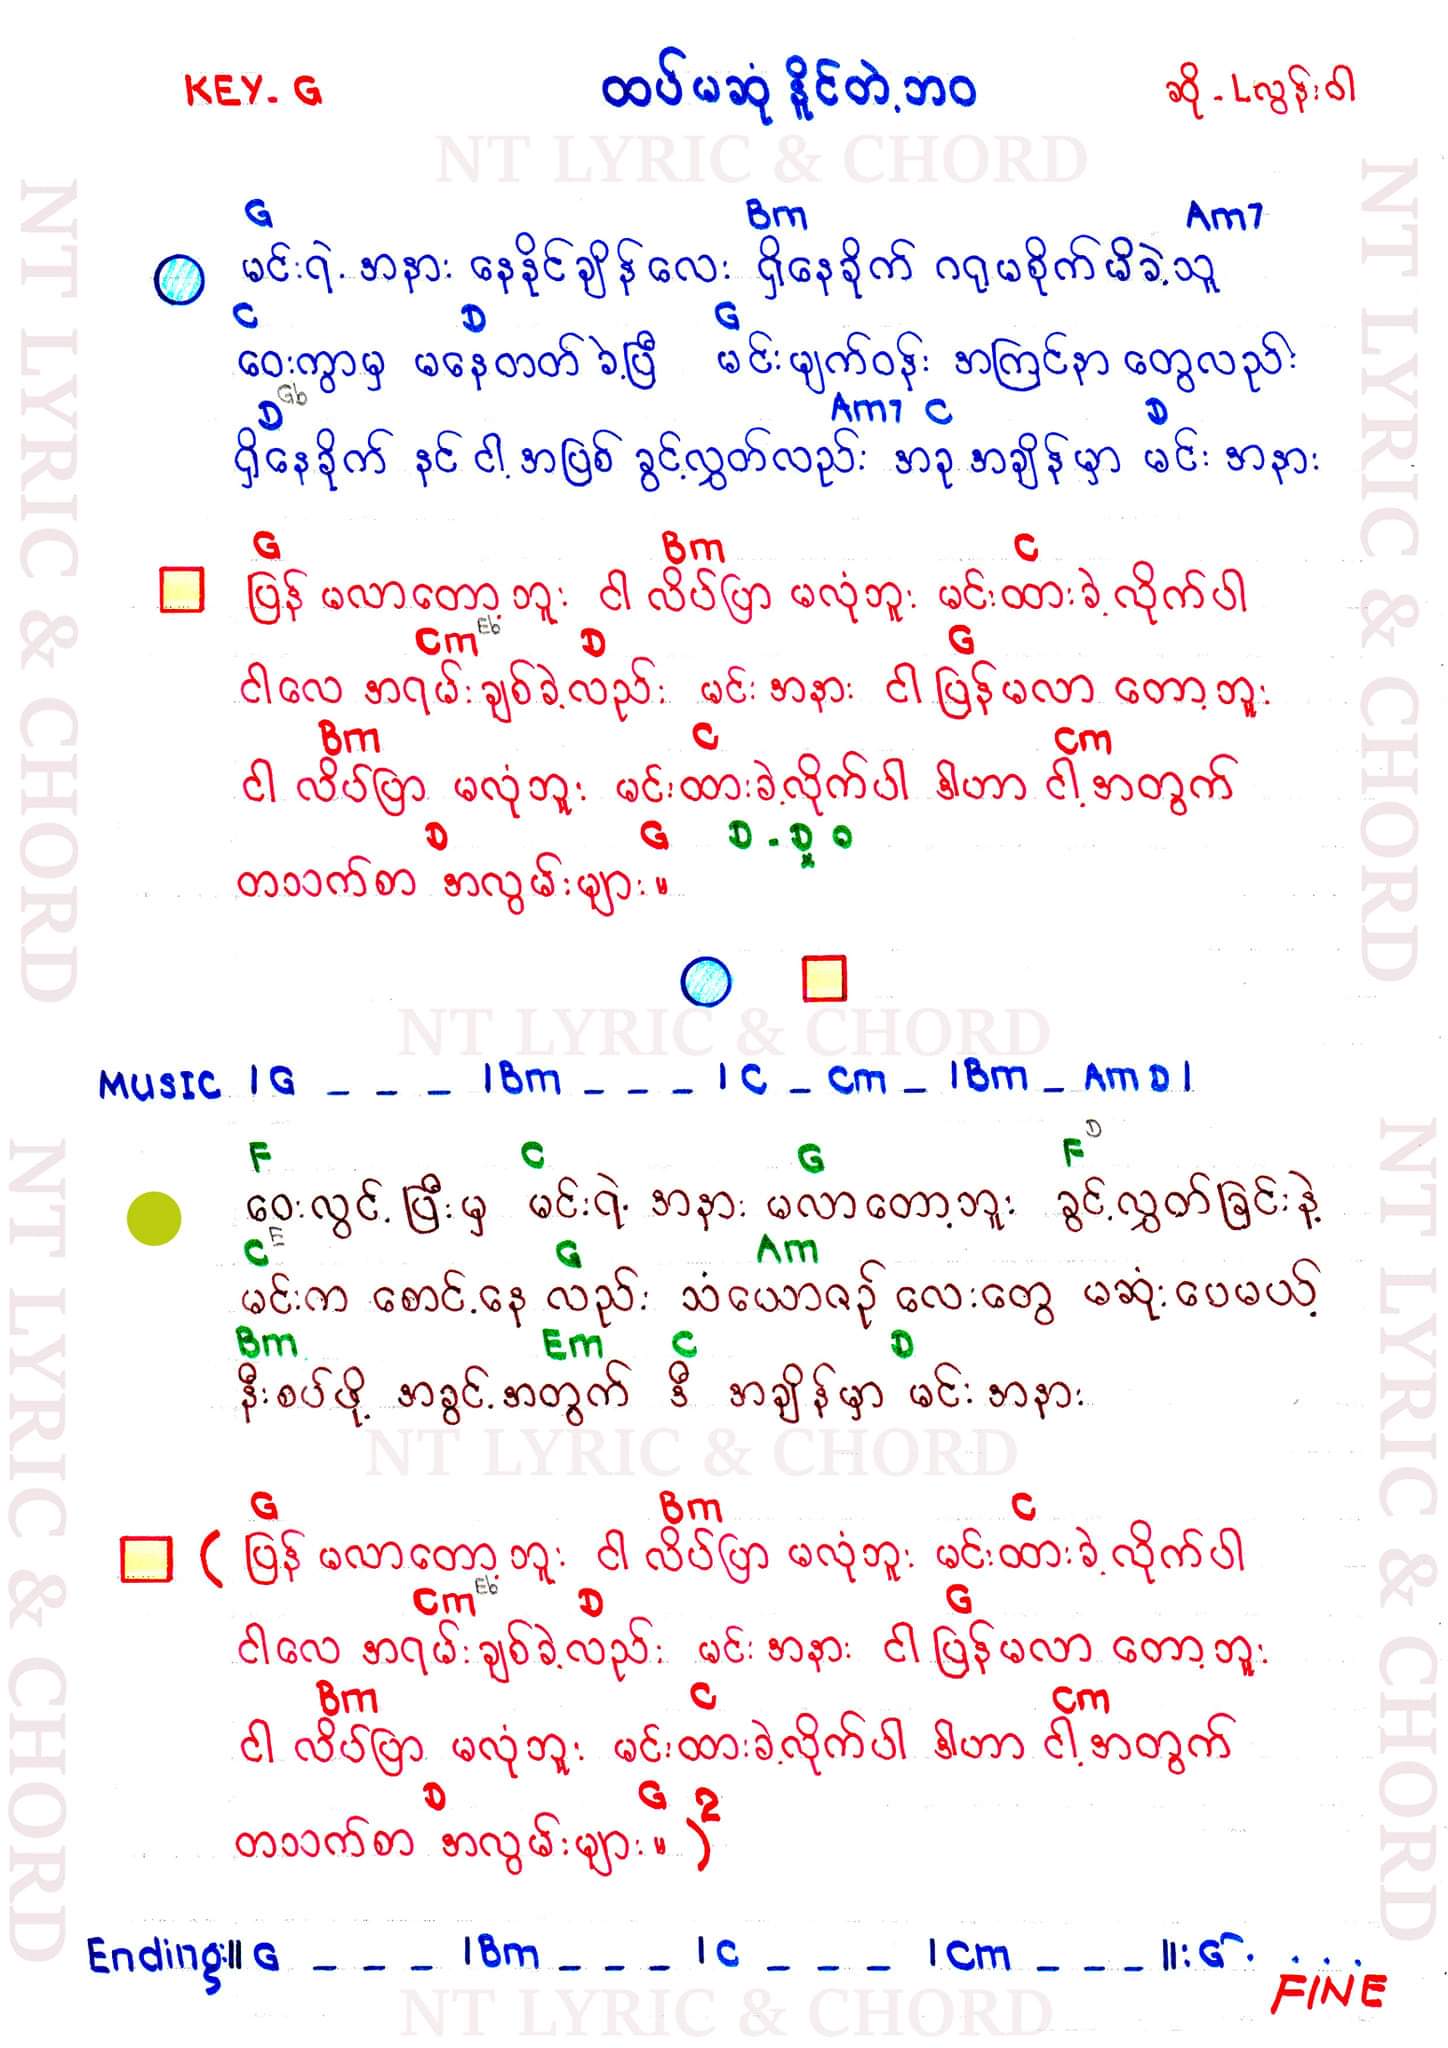 KEY. G ထပ်မဆုံနိူင်တဲ့ဘဝ ဆို - Lလွန်းဝါ
NT LYRIC & CHORD
G Bm Am7
မင်းရဲ့ အနား နေနိုင်ချိန်လေး ရှိနေခိုက် ဂရုမစိုက်မိခဲ့သူ
C D G
ဝေးကွာမှ မနေတတ်ခဲ့ပြီ မင်းမျက်ဝန်း အကြင်နာ တွေလည်း
D Gb Am7 C D
ရှိနေခိုက် နင် ငါ့အပြစ် ခွင့်လွှတ်လည်း အခုအချိန်မှာ မင်း အနား
G Bm C
ပြန် မလာတော့ဘူး ငါ လိပ်ပြာ မလုံဘူး မင်းထားခဲ့လိုက်ပါ
Cm Eb D G
ငါလေ အရမ်းချစ်ခဲ့လည်း မင်း အနား ငါ ပြန်မလာ တော့ဘူး
Bm C Cm
ငါ လိပ်ပြာ မလုံဘူး မင်းထားခဲ့လိုက်ပါ ဒါဟာ ငါ့အတွက်
D G D . D
တသက်စာ အလွမ်းများ။
NT LYRIC & CHORD
MUSIC | G _ _ _ | Bm _ _ _ | C _ Cm _ | Bm _ Am D |
F C G F D
ဝေးလွင့်ပြီးမှ မင်းရဲ့ အနား မလာတော့ဘူး ခွင့်လွှတ်ခြင်းနဲ့
C E G Am
မင်းက စောင့်နေ လည်း သံယောဇဉ် လေးတွေ မဆုံးပေမယ့်
Bm Em C D
နီးစပ်ဖို့ အခွင့်အတွက် ဒီ အချိန်မှာ မင်း အနား
NT LYRIC & CHORD
G Bm C
( ပြန် မလာတော့ဘူး ငါ လိပ်ပြာ မလုံဘူး မင်းထားခဲ့လိုက်ပါ
Cm Eb D G
ငါလေ အရမ်းချစ်ခဲ့လည်း မင်း အနား ငါ ပြန်မလာ တော့ဘူး
Bm C Cm
ငါ လိပ်ပြာ မလုံဘူး မင်းထားခဲ့လိုက်ပါ ဒါဟာ ငါ့အတွက်
D G
တသက်စာ အလွမ်းများ။ )2
Ending:|| G _ _ _ | Bm _ _ _ | C _ _ _ | Cm _ _ _ ||: G . . . .
FINE
NT LYRIC & CHORD
NT LYRIC & CHORD
NT LYRIC & CHORD
NT LYRIC & CHORD
NT LYRIC & CHORD